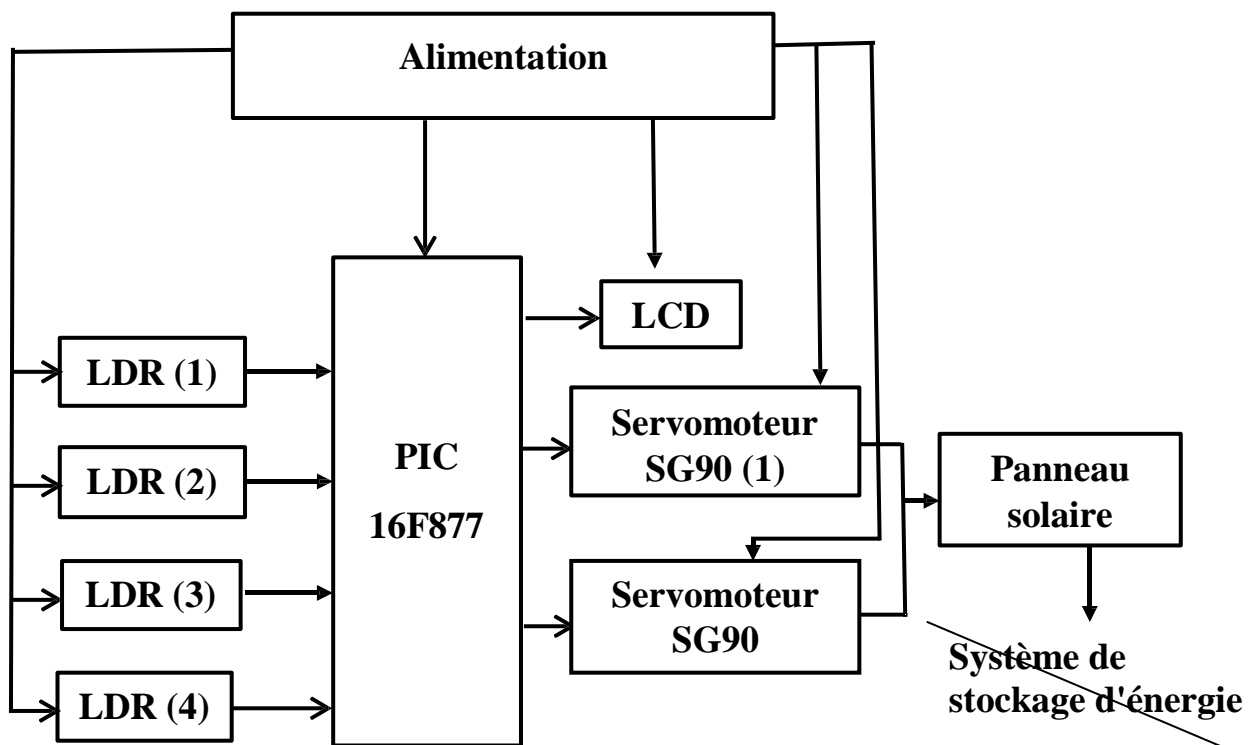 Alimentation
LCD
LDR (1)
LDR (2)
LDR (3)
LDR (4)
PIC
16F877
Servomoteur
SG90 (1)
Servomoteur
SG90
Panneau
solaire
Système de
stockage d'énergie